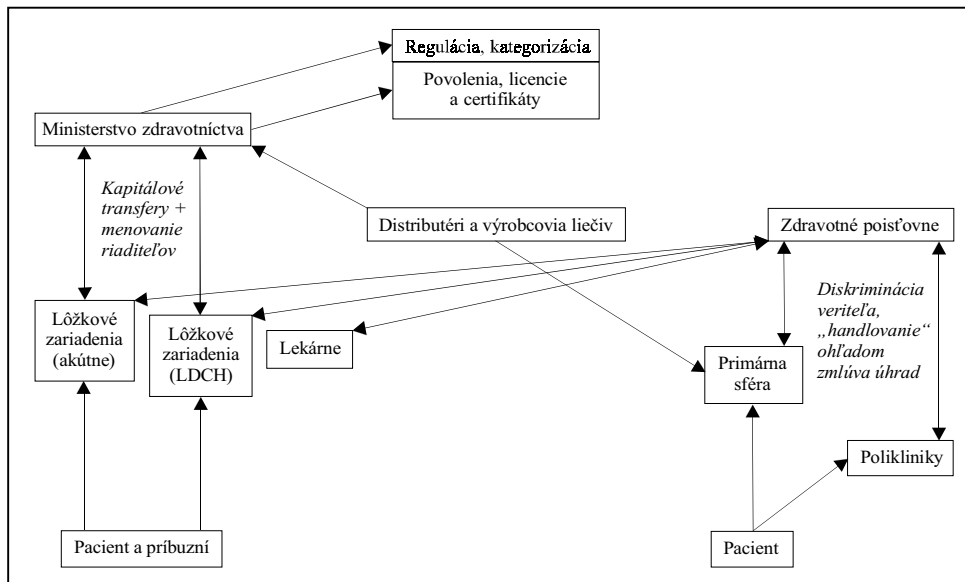 Regulácia, kategorizácia
Povolenia, licencie
a certifikáty
Ministerstvo zdravotníctva
Kapitálové
transfery +
menovanie
riaditeľov
Distributéri a výrobcovia liečiv
Zdravotné poisťovne
Diskriminácia
veriteľa,
„handlovanie“
ohľadom
zmlúva úhrad
Lôžkové
zariadenia
(akútne)
Lôžkové
zariadenia
(LDCH)
Lekárne
Primárna
sféra
Polikliniky
Pacient a príbuzní
Pacient